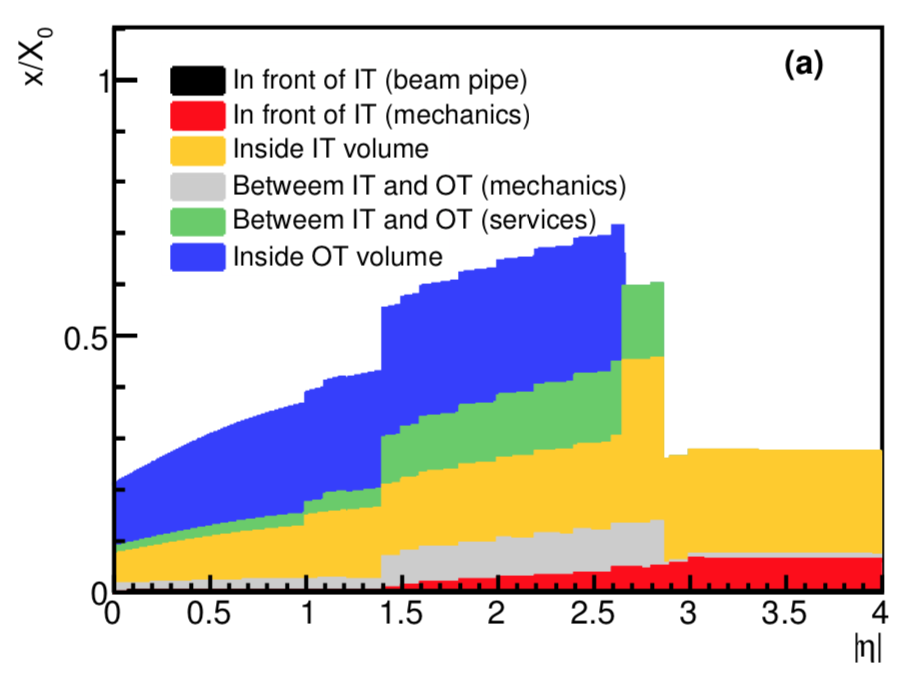 x/X0
(a)
1
In front of IT (beam pipe)
In front of IT (mechanics)
Inside IT volume
Betweem IT and OT (mechanics)
Betweem IT and OT (services)
Inside OT volume
0.5
0
0 0.5 1 1.5 2 2.5 3 3.5 4
|η|